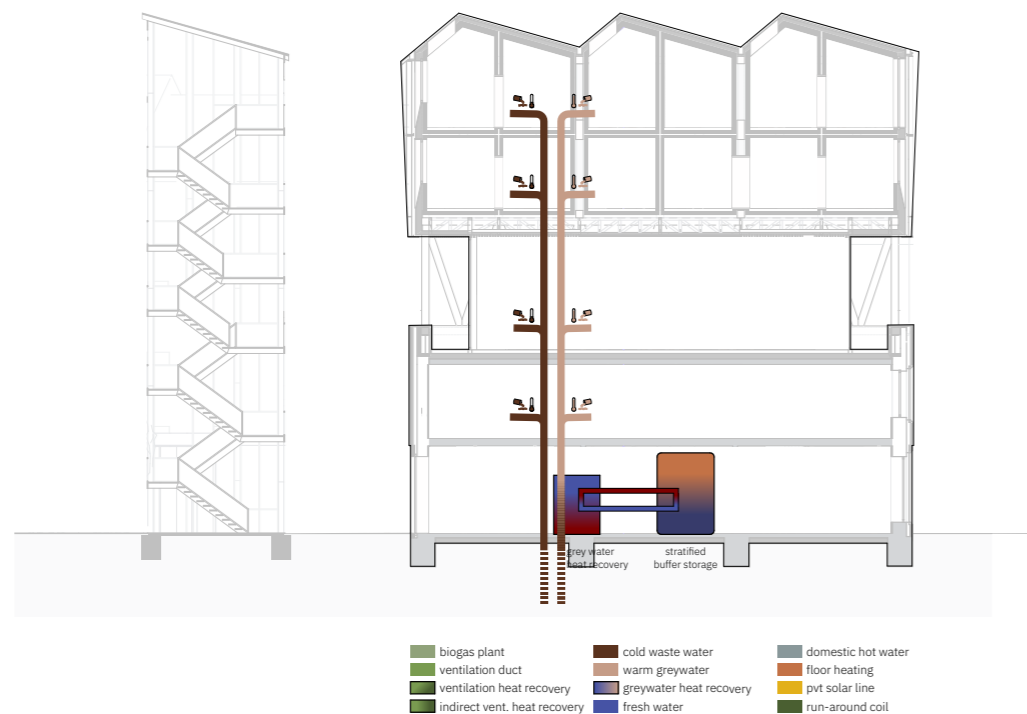 grey water
heat recovery
stratified
buffer storage
biogas plant
ventilation duct
ventilation heat recovery
indirect vent. heat recovery
cold waste water
warm greywater
greywater heat recovery
fresh water
domestic hot water
floor heating
pvt solar line
run-around coil